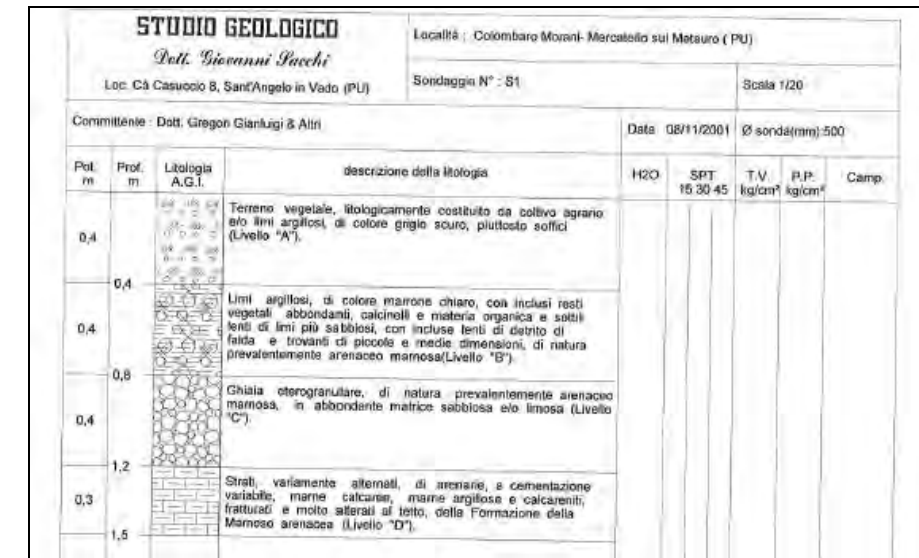 STUDIO GEOLOGICO
Dott. Giovanni Sacchi
Loc. Cà Casuccio 8, Sant'Angelo in Vado (PU)
Località : Colombaro Morani- Mercatello sul Metauro ( PU)
Sondaggio N° : S1
Scala 1/20
Committente : Dott. Gregori Gianluigi & Altri
Data 08/11/2001
Ø sonda(mm):500
Pot. m
Prof. m
Litologia A.G.I.
descrizione della litologia
H2O
SPT 15 30 45
T.V. kg/cm²
P.P. kg/cm²
Camp.
0,4
Terreno vegetale, litologicamente costituito da coltivo agrario
e/o limi argillosi, di colore grigio scuro, piuttosto soffici
(Livello "A").
0,4
0,4
Limi argillosi, di colore marrone chiaro, con inclusi resti
vegetali abbondanti, calcinelli e materia organica e sottili
lenti di limi più sabbiosi, con incluse lenti di detrito di
falda e trovanti di piccole e medie dimensioni, di natura
prevalentemente arenaceo marnosa(Livello "B").
0,8
0,4
Ghiaia eterogranulare, di natura prevalentemente arenaceo
marnosa, in abbondante matrice sabbiosa e/o limosa (Livello
"C").
1,2
0,3
Strati, variamente alternati, di arenarie, a cementazione
variabile, marne calcaree, marne argillose e calcareniti,
fratturati e molto alterati al tetto, della Formazione della
Marnoso arenacea (Livello "D").
1,5